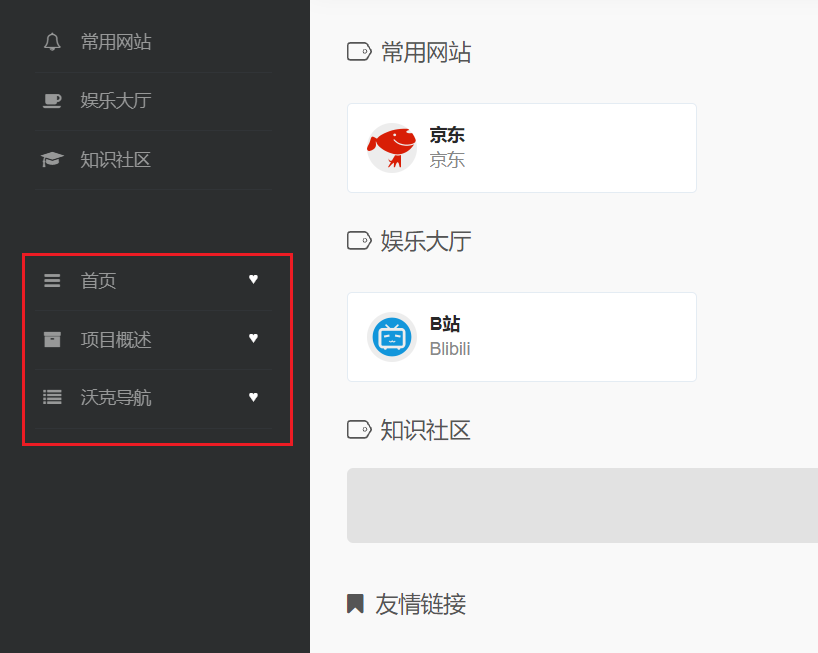 常用网站
娱乐大厅
知识社区
首页
项目概述
沃克导航
常用网站
京东
京东
娱乐大厅
B站
Blibili
知识社区
友情链接